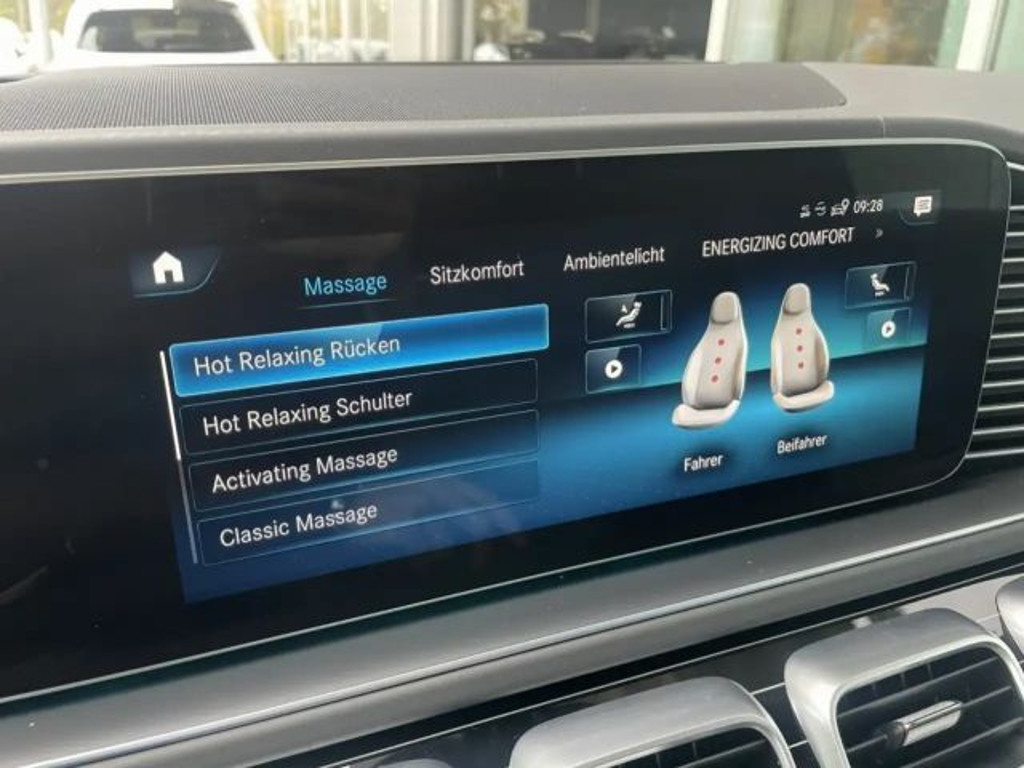 09:28
Massage Sitzkomfort Ambientelicht ENERGIZING COMFORT »
Hot Relaxing Rücken
Hot Relaxing Schulter
Activating Massage
Classic Massage
Fahrer Beifahrer